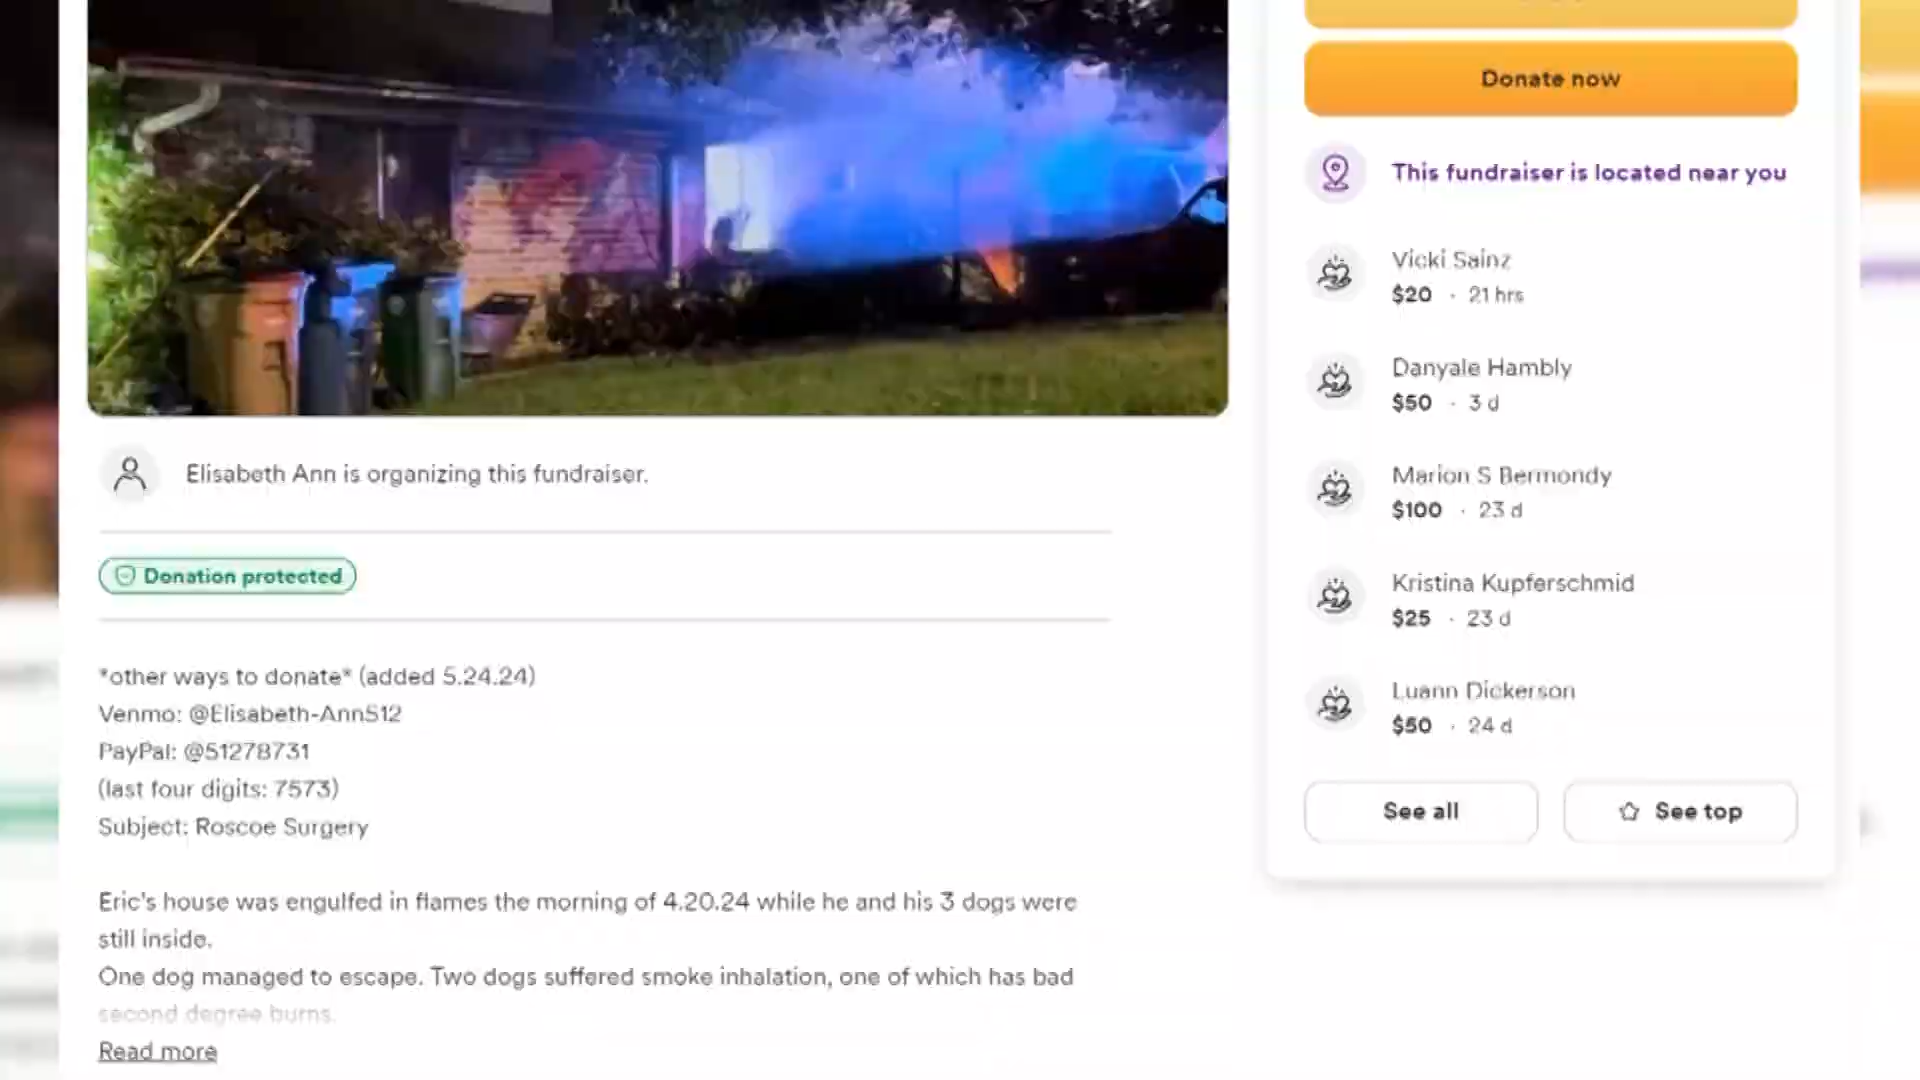 Donate now
This fundraiser is located near you
Vicki Sainz
$20 · 21 hrs
Danyale Hambly
$50 · 3 d
Marion S Bermondy
$100 · 23 d
Kristina Kupferschmid
$25 · 23 d
Luann Dickerson
$50 · 24 d
See all
See top
Elisabeth Ann is organizing this fundraiser.
Donation protected
*other ways to donate* (added 5.24.24)
Venmo: @Elisabeth-Ann512
PayPal: @51278731
(last four digits: 7573)
Subject: Roscoe Surgery
Eric's house was engulfed in flames the morning of 4.20.24 while he and his 3 dogs were
still inside.
One dog managed to escape. Two dogs suffered smoke inhalation, one of which has bad
second degree burns.
Read more